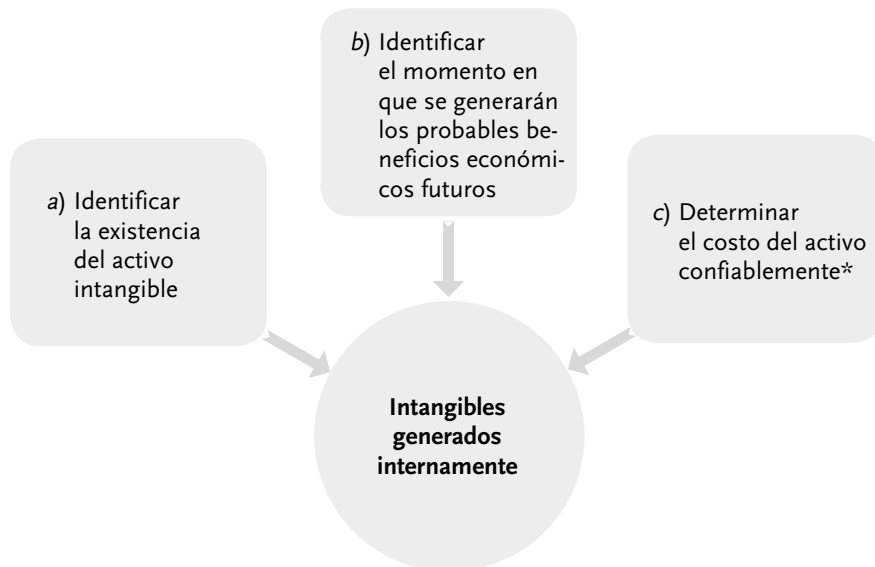 a) Identificar
la existencia
del activo
intangible
b) Identificar
el momento en
que se generarán
los probables be-
neficios económi-
cos futuros
c) Determinar
el costo del activo
confiablemente*
Intangibles
generados
internamente